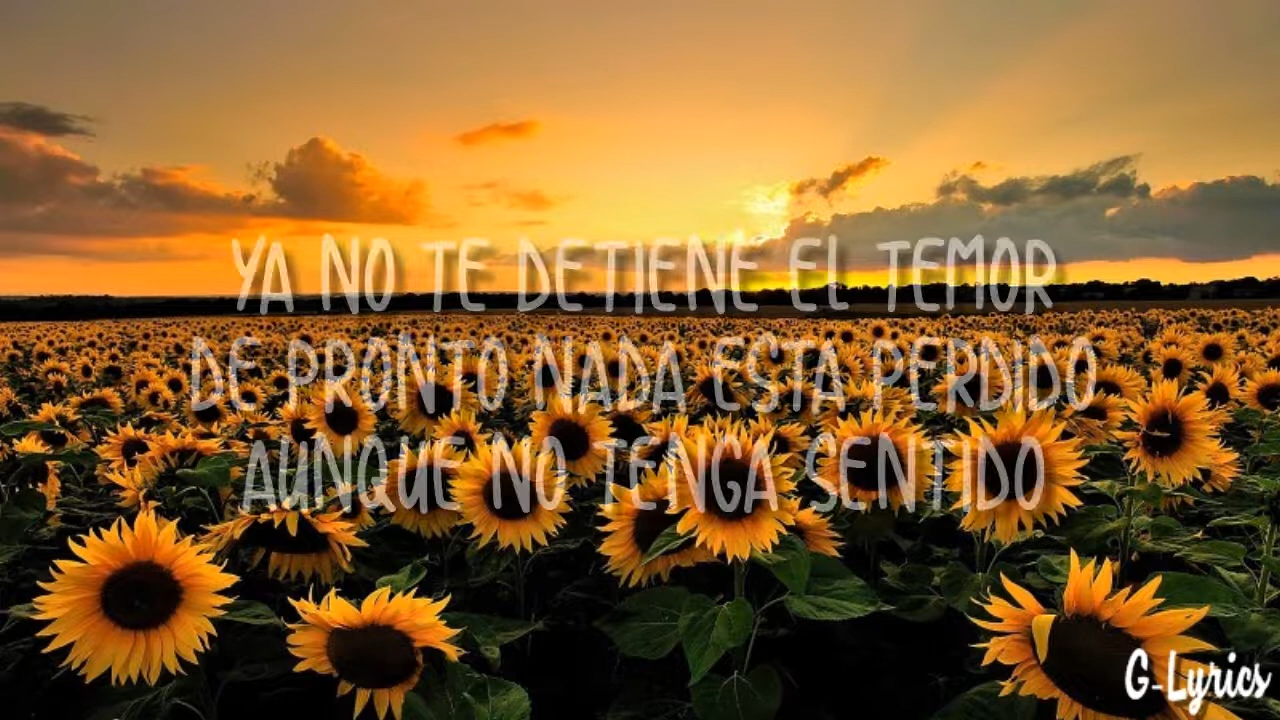 YA NO TE DETIENE EL TEMOR
DE PRONTO NADA ESTA PERDIDO
AUNQUE NO TENGA SENTIDO
G-Lyrics